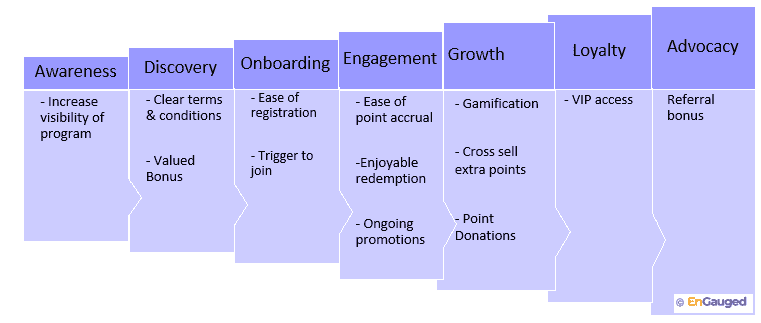 Awareness
- Increase
visibility of
program
Discovery
- Clear terms
& conditions
- Valued
Bonus
Onboarding
- Ease of
registration
- Trigger to
join
Engagement
- Ease of
point accrual
-Enjoyable
redemption
- Ongoing
promotions
Growth
- Gamification
- Cross sell
extra points
- Point
Donations
Loyalty
- VIP access
Advocacy
Referral
bonus
© EnGauged